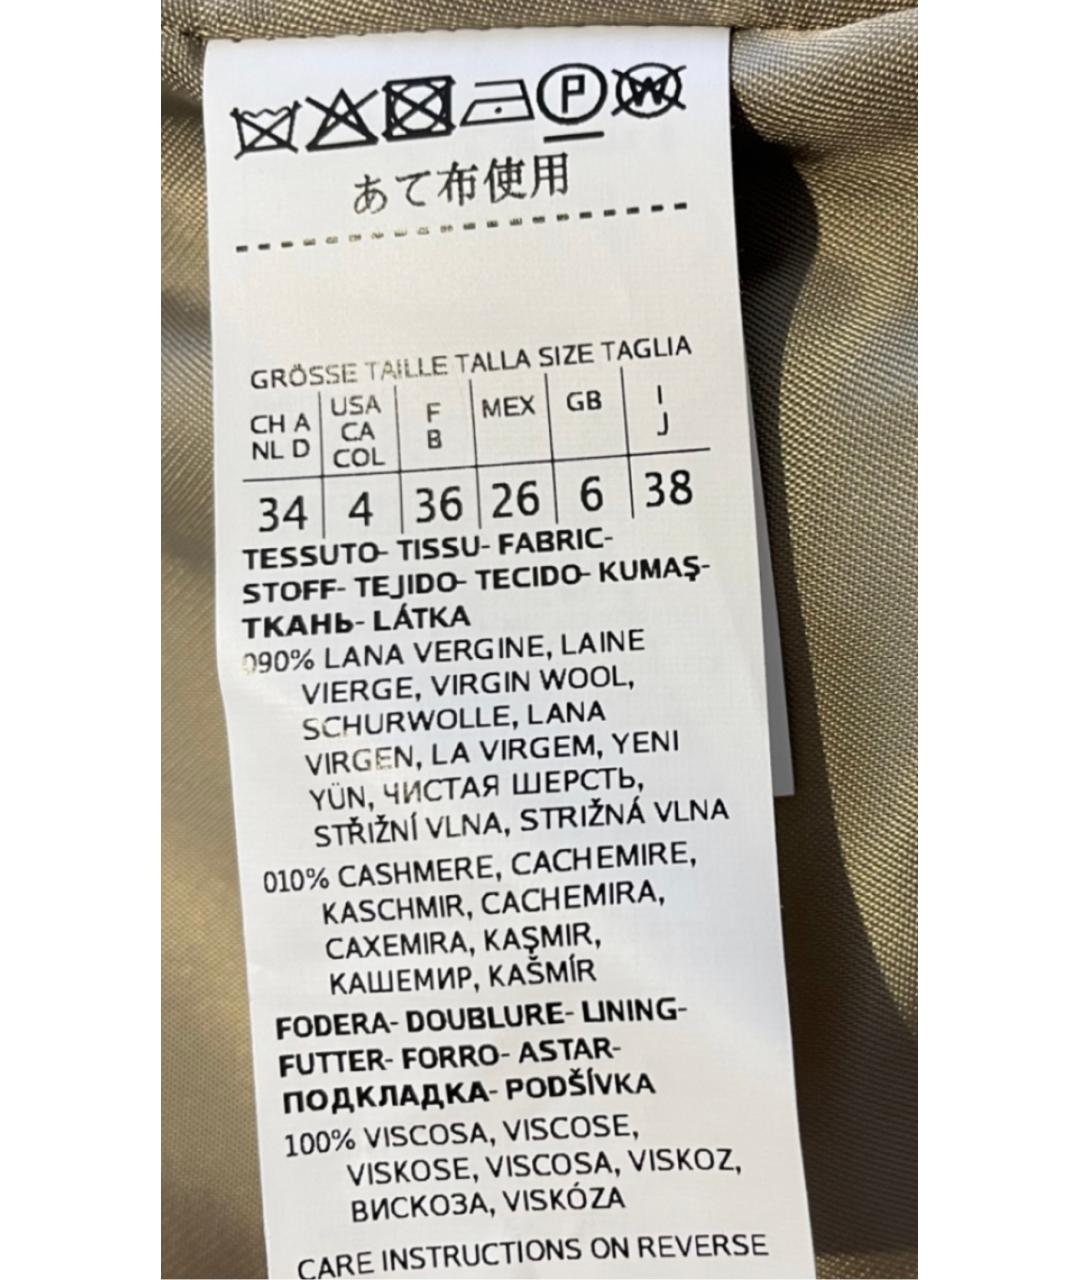 P W
あて布使用
GRÖSSE TAILLE TALLA SIZE TAGLIA
CH A NL D USA CA COL F B MEX GB I J
34 4 36 26 6 38
TESSUTO- TISSU- FABRIC-
STOFF- TEJIDO- TECIDO- KUMAŞ-
ТКАНЬ- LÁTKA
090% LANA VERGINE, LAINE
VIERGE, VIRGIN WOOL,
SCHURWOLLE, LANA
VIRGEN, LA VIRGEM, YENI
YÜN, ЧИСТАЯ ШЕРСТЬ,
STŘIŽNÍ VLNA, STRIŽNÁ VLNA
010% CASHMERE, CACHEMIRE,
KASCHMIR, CACHEMIRA,
CAXEMIRA, KAŞMIR,
КАШЕМИР, KAŠMÍR
FODERA- DOUBLURE- LINING-
FUTTER- FORRO- ASTAR-
ПОДКЛАДКА- PODŠÍVKA
100% VISCOSA, VISCOSE,
VISKOSE, VISCOSA, VISKOZ,
ВИСКОЗА, VISKÓZA
CARE INSTRUCTIONS ON REVERSE